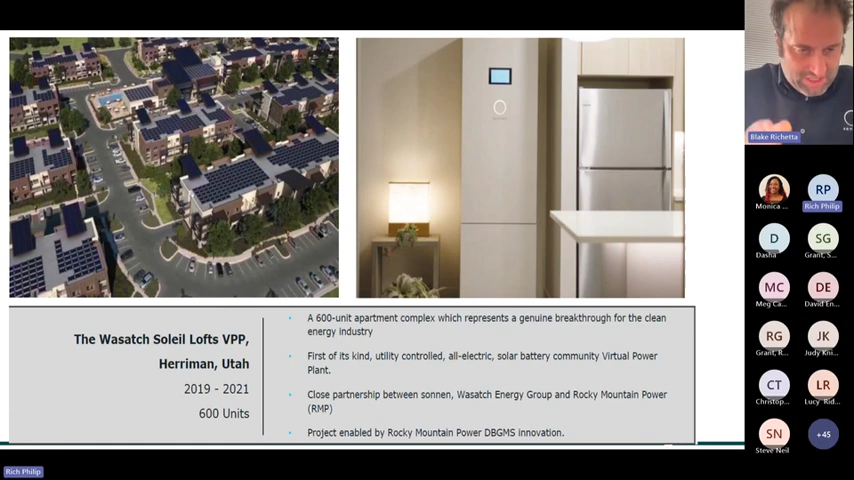 Blake Richetta
Monica ...
RP
Rich Philip
D
Dasha
SG
Grant, S...
MC
Meg Ca...
DE
David En...
RG
Grant, R...
JK
Judy Kni...
CT
Christop...
LR
Lucy 'Rid...
SN
Steve Neil
+45
The Wasatch Soleil Lofts VPP,
Herriman, Utah
2019 - 2021
600 Units
• A 600-unit apartment complex which represents a genuine breakthrough for the clean
energy industry
• First of its kind, utility controlled, all-electric, solar battery community Virtual Power
Plant.
• Close partnership between sonnen, Wasatch Energy Group and Rocky Mountain Power
(RMP)
• Project enabled by Rocky Mountain Power DBGMS innovation.
Rich Philip